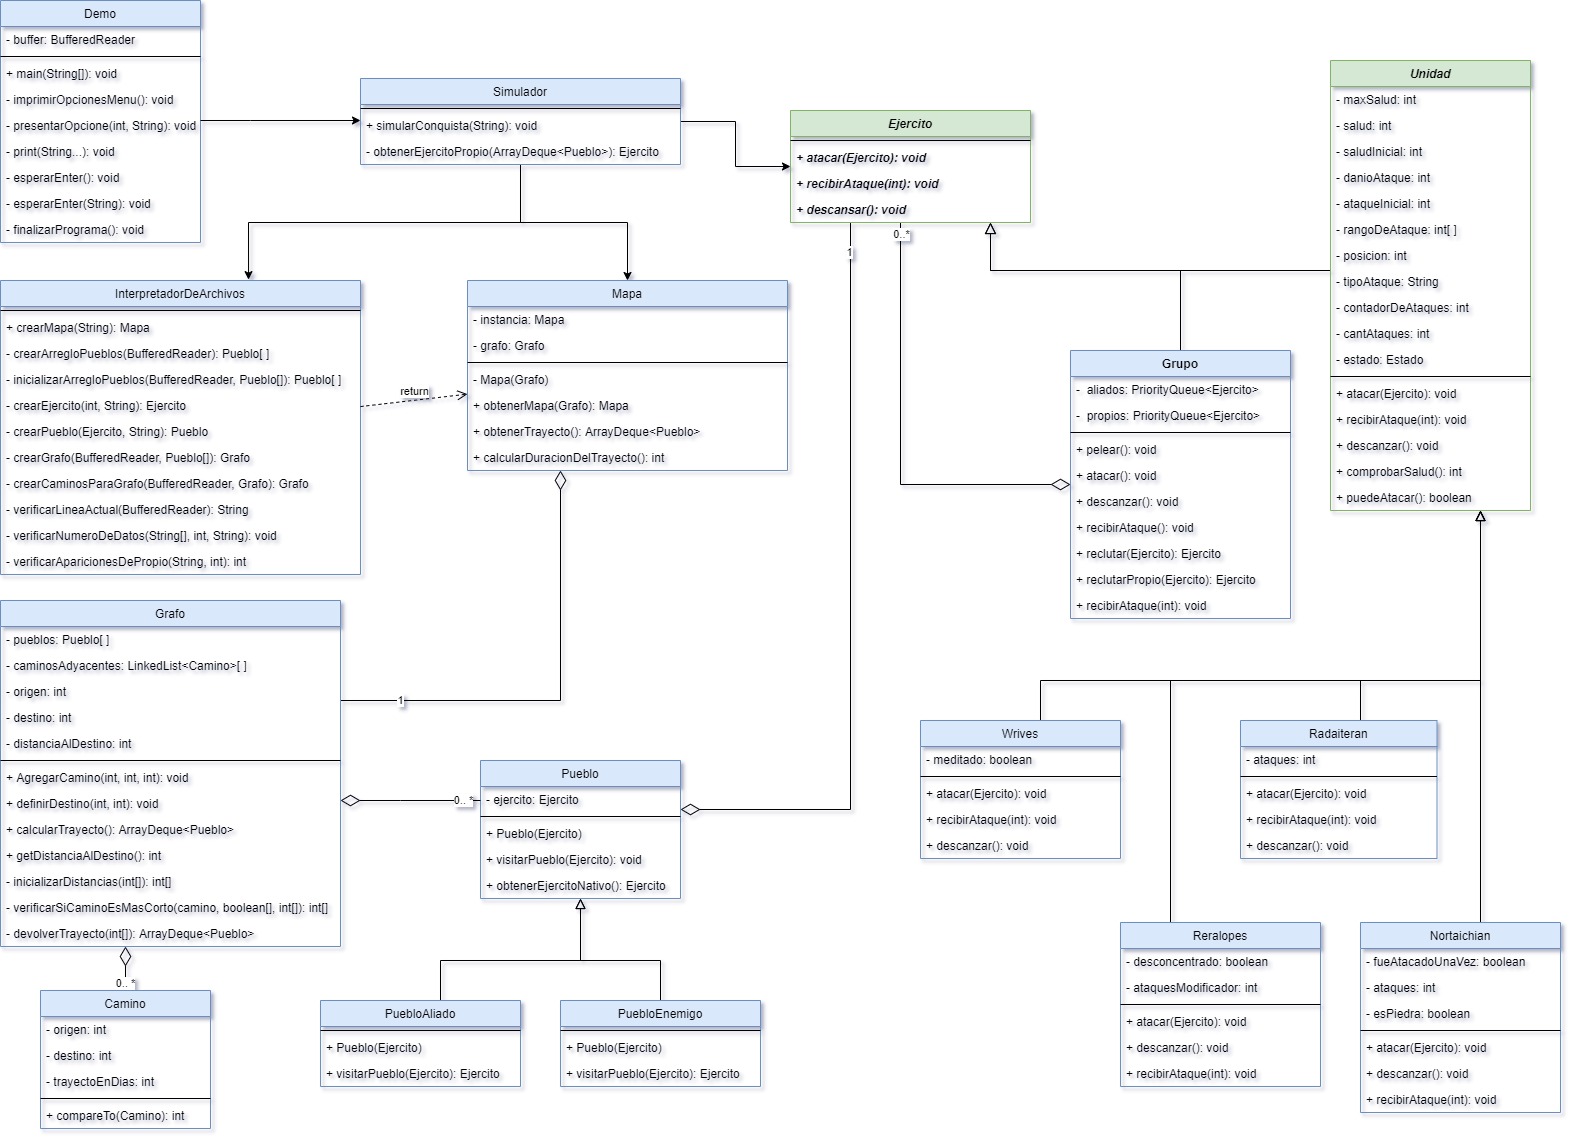 Demo
- buffer: BufferedReader
+ main(String[]): void
- imprimirOpcionesMenu(): void
- presentarOpcione(int, String): void
- print(String...): void
- esperarEnter(): void
- esperarEnter(String): void
- finalizarPrograma(): void
Simulador
+ simularConquista(String): void
- obtenerEjercitoPropio(ArrayDeque<Pueblo>): Ejercito
Ejercito
+ atacar(Ejercito): void
+ recibirAtaque(int): void
+ descansar(): void
0..*
1
Unidad
- maxSalud: int
- salud: int
- saludInicial: int
- danioAtaque: int
- ataqueInicial: int
- rangoDeAtaque: int[ ]
- posicion: int
- tipoAtaque: String
- contadorDeAtaques: int
- cantAtaques: int
- estado: Estado
+ atacar(Ejercito): void
+ recibirAtaque(int): void
+ descanzar(): void
+ comprobarSalud(): int
+ puedeAtacar(): boolean
InterpretadorDeArchivos
+ crearMapa(String): Mapa
- crearArregloPueblos(BufferedReader): Pueblo[ ]
- inicializarArregloPueblos(BufferedReader, Pueblo[]): Pueblo[ ]
- crearEjercito(int, String): Ejercito
- crearPueblo(Ejercito, String): Pueblo
- crearGrafo(BufferedReader, Pueblo[]): Grafo
- crearCaminosParaGrafo(BufferedReader, Grafo): Grafo
- verificarLineaActual(BufferedReader): String
- verificarNumeroDeDatos(String[], int, String): void
- verificarAparicionesDePropio(String, int): int
return
Mapa
- instancia: Mapa
- grafo: Grafo
- Mapa(Grafo)
+ obtenerMapa(Grafo): Mapa
+ obtenerTrayecto(): ArrayDeque<Pueblo>
+ calcularDuracionDelTrayecto(): int
Grupo
- aliados: PriorityQueue<Ejercito>
- propios: PriorityQueue<Ejercito>
+ pelear(): void
+ atacar(): void
+ descanzar(): void
+ recibirAtaque(): void
+ reclutar(Ejercito): Ejercito
+ reclutarPropio(Ejercito): Ejercito
+ recibirAtaque(int): void
Grafo
- pueblos: Pueblo[ ]
- caminosAdyacentes: LinkedList<Camino>[ ]
- origen: int
- destino: int
- distanciaAlDestino: int
+ AgregarCamino(int, int, int): void
+ definirDestino(int, int): void
+ calcularTrayecto(): ArrayDeque<Pueblo>
+ getDistanciaAlDestino(): int
- inicializarDistancias(int[]): int[]
- verificarSiCaminoEsMasCorto(camino, boolean[], int[]): int[]
- devolverTrayecto(int[]): ArrayDeque<Pueblo>
1
0.. *
0.. *
Pueblo
- ejercito: Ejercito
+ Pueblo(Ejercito)
+ visitarPueblo(Ejercito): void
+ obtenerEjercitoNativo(): Ejercito
Wrives
- meditado: boolean
+ atacar(Ejercito): void
+ recibirAtaque(int): void
+ descanzar(): void
Radaiteran
- ataques: int
+ atacar(Ejercito): void
+ recibirAtaque(int): void
+ descanzar(): void
Camino
- origen: int
- destino: int
- trayectoEnDias: int
+ compareTo(Camino): int
PuebloAliado
+ Pueblo(Ejercito)
+ visitarPueblo(Ejercito): Ejercito
PuebloEnemigo
+ Pueblo(Ejercito)
+ visitarPueblo(Ejercito): Ejercito
Reralopes
- desconcentrado: boolean
- ataquesModificador: int
+ atacar(Ejercito): void
+ descanzar(): void
+ recibirAtaque(int): void
Nortaichian
- fueAtacadoUnaVez: boolean
- ataques: int
- esPiedra: boolean
+ atacar(Ejercito): void
+ descanzar(): void
+ recibirAtaque(int): void